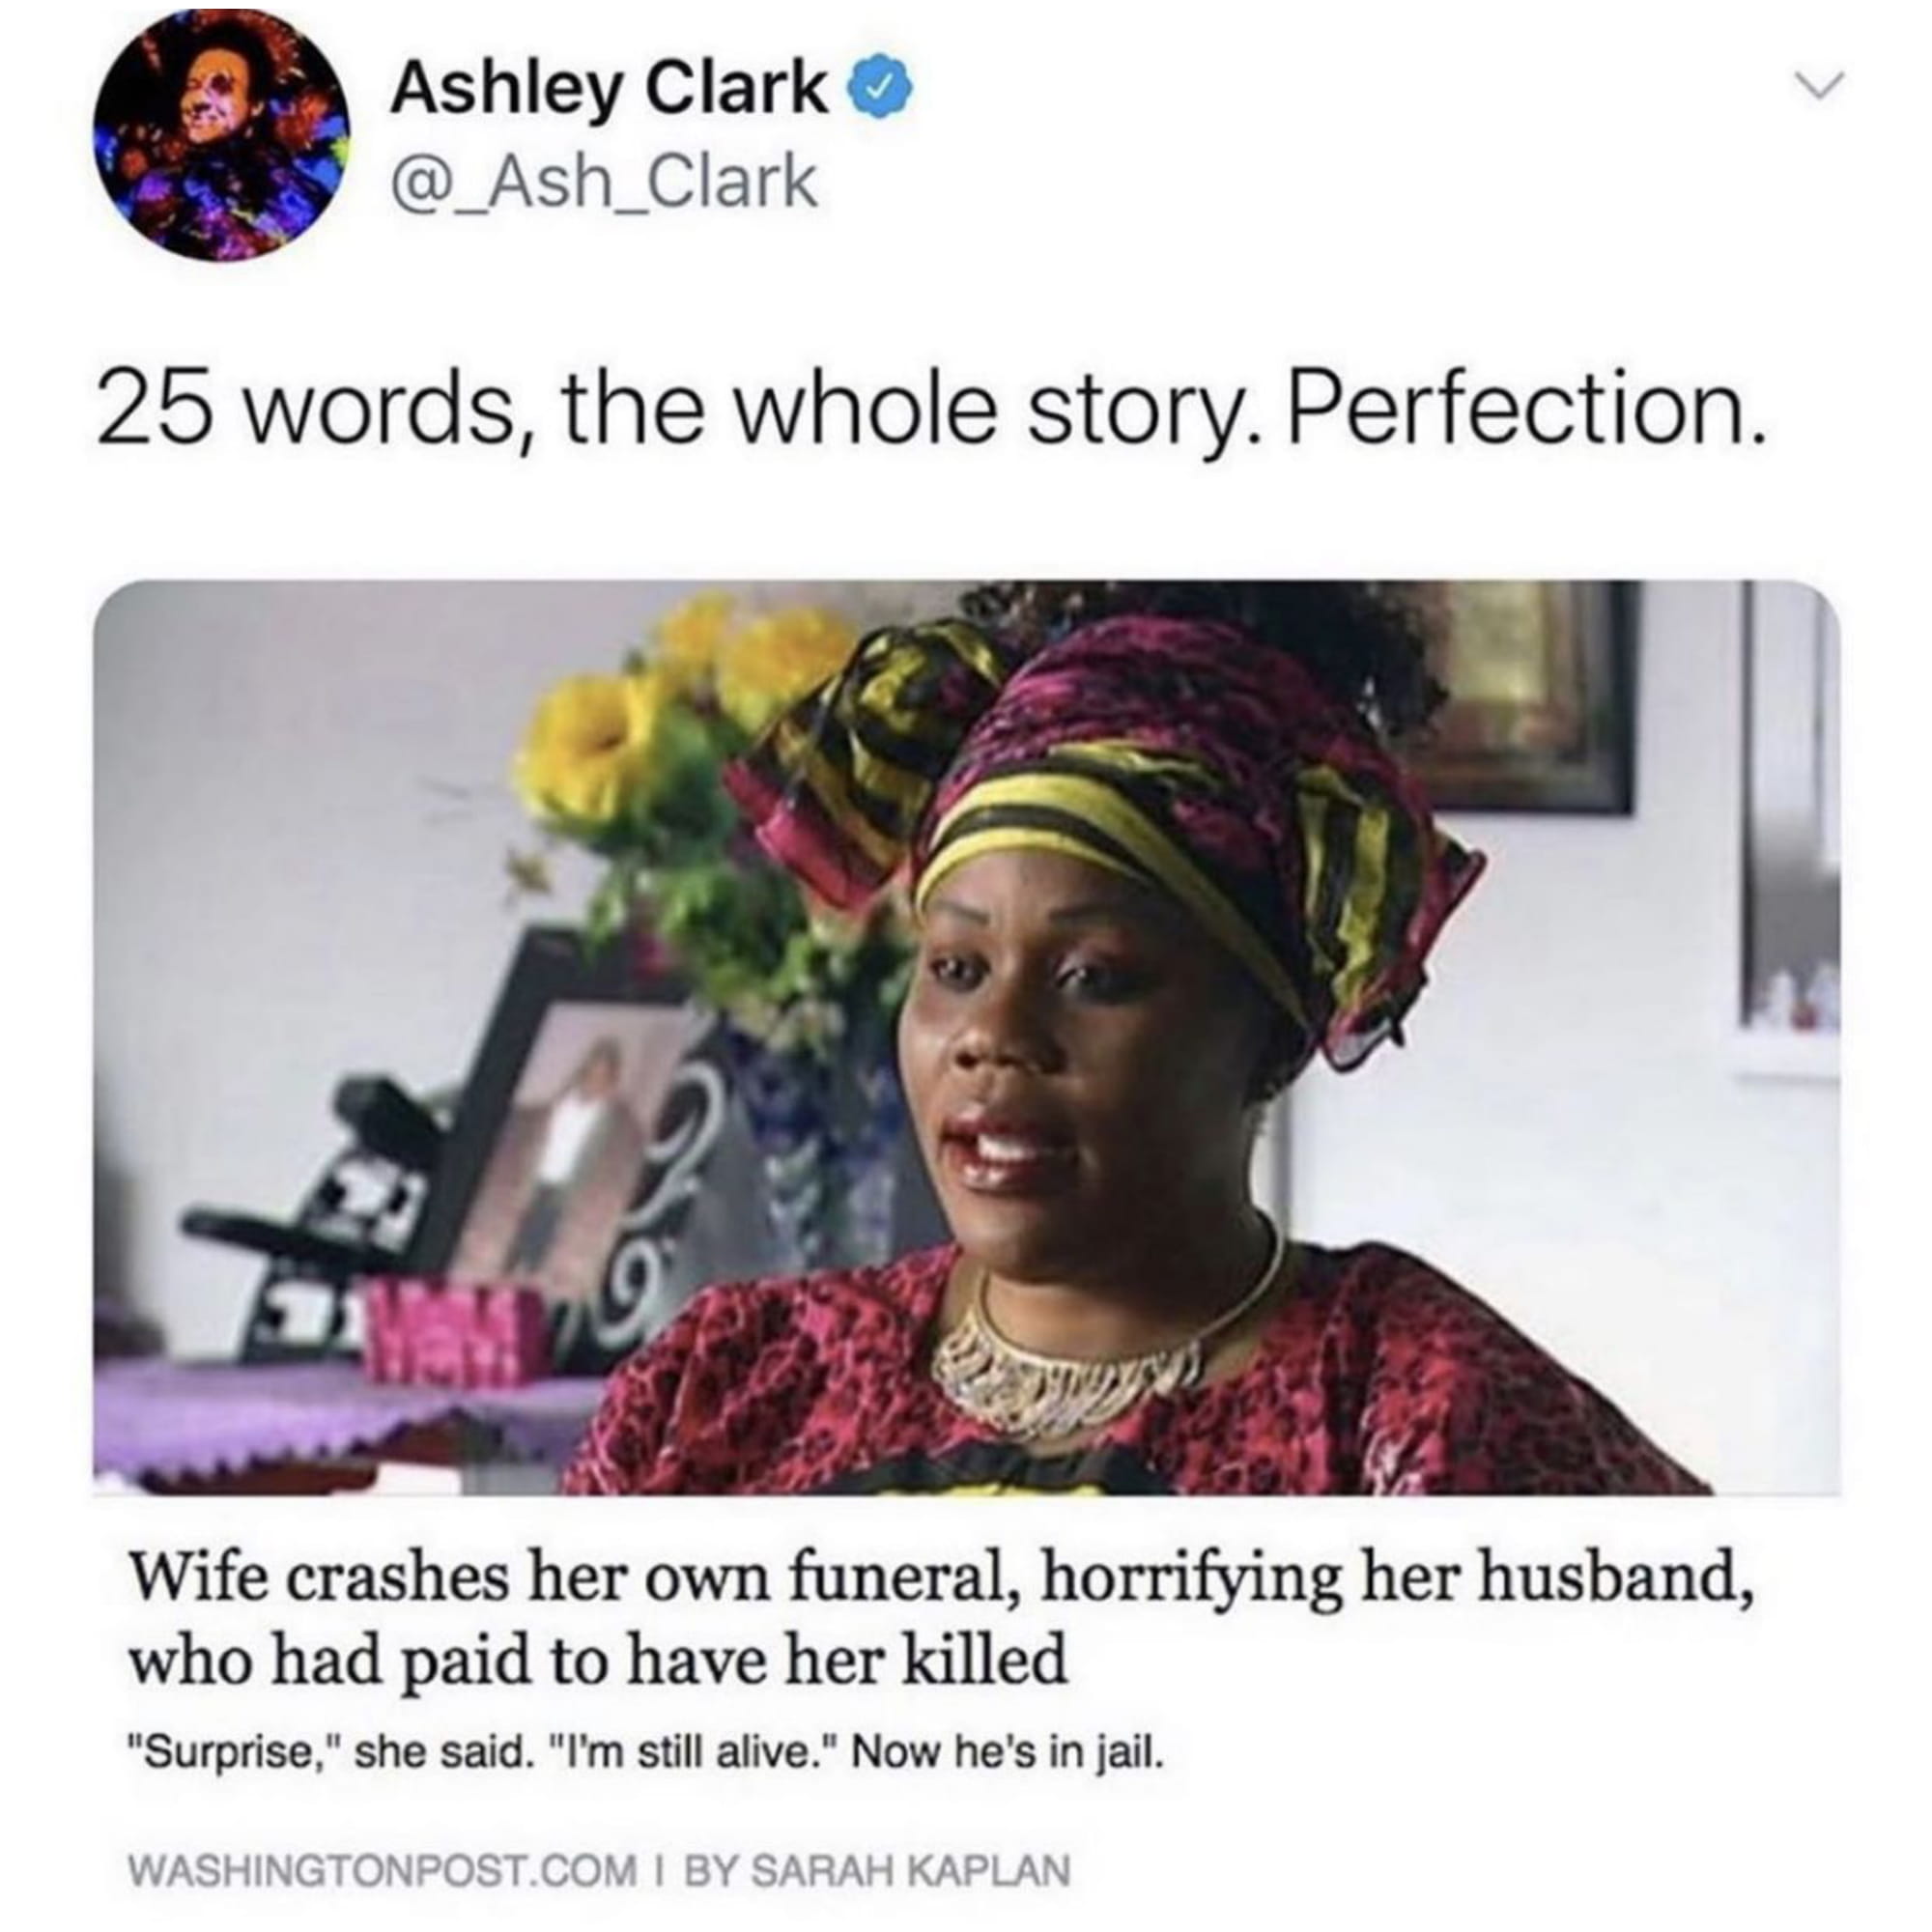 Ashley Clark
@_Ash_Clark
25 words, the whole story. Perfection.
Wife crashes her own funeral, horrifying her husband,
who had paid to have her killed
"Surprise," she said. "I'm still alive." Now he's in jail.
WASHINGTONPOST.COM | BY SARAH KAPLAN